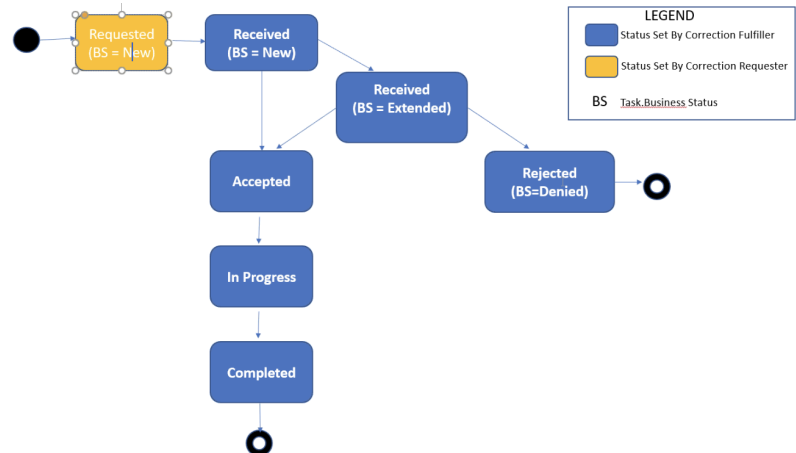 Requested
(BS = New)
Received
(BS = New)
Received
(BS = Extended)
Accepted
Rejected
(BS=Denied)
In Progress
Completed
LEGEND
Status Set By Correction Fulfiller
Status Set By Correction Requester
BS Task.Business Status